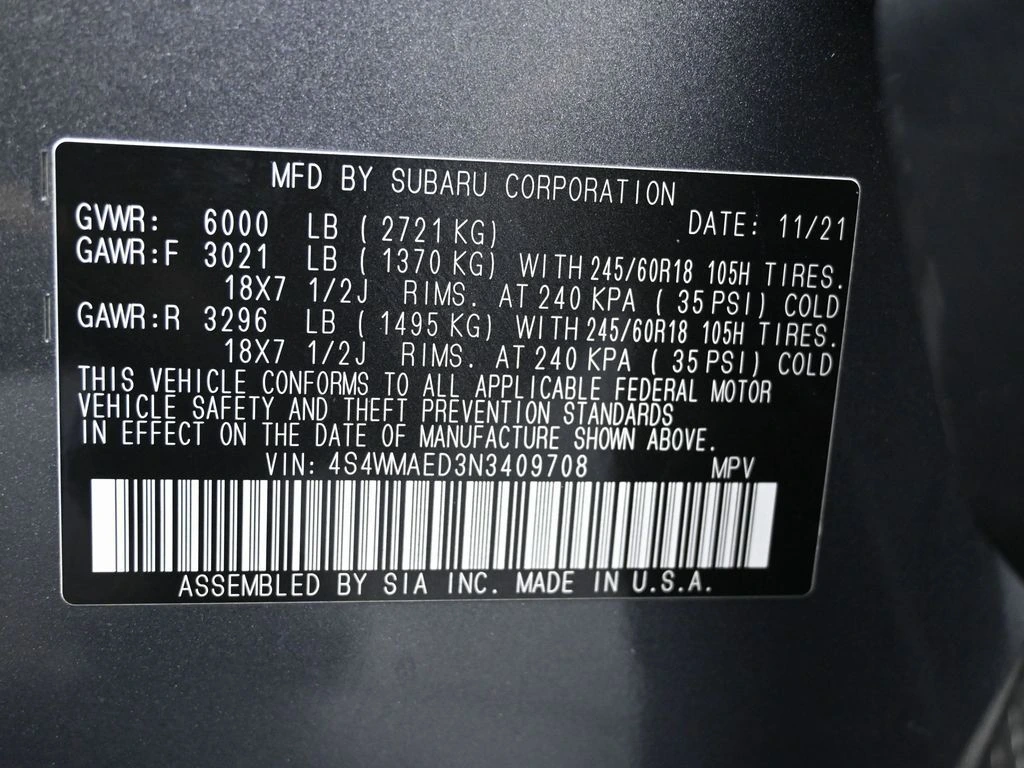 MFD BY SUBARU CORPORATION
GVWR: 6000 LB ( 2721 KG) DATE: 11/21
GAWR:F 3021 LB ( 1370 KG) WITH 245/60R18 105H TIRES.
18X7 1/2J RIMS. AT 240 KPA ( 35 PSI) COLD
GAWR:R 3296 LB ( 1495 KG) WITH 245/60R18 105H TIRES.
18X7 1/2J RIMS. AT 240 KPA ( 35 PSI) COLD
THIS VEHICLE CONFORMS TO ALL APPLICABLE FEDERAL MOTOR
VEHICLE SAFETY AND THEFT PREVENTION STANDARDS
IN EFFECT ON THE DATE OF MANUFACTURE SHOWN ABOVE.
VIN: 4S4WMAED3N3409708 MPV
ASSEMBLED BY SIA INC. MADE IN U.S.A.